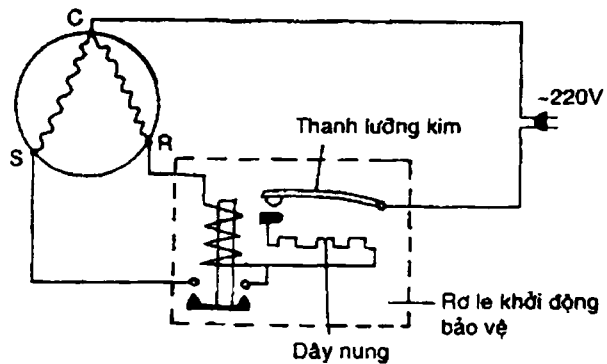 C
~220V
Thanh lưỡng kim
S
R
Rơ le khởi động
bảo vệ
Dây nung